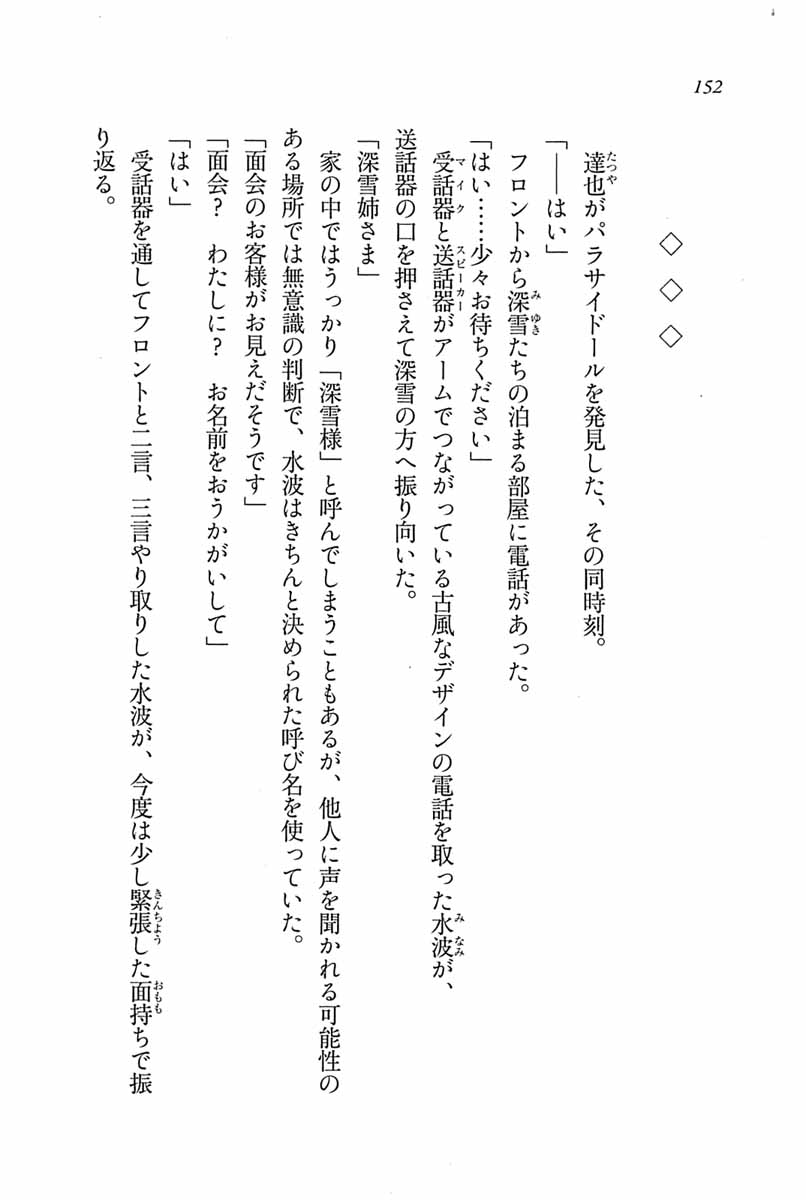 152
◇ ◇ ◇
達也がパラサイドールを発見した、その同時刻。
「――はい」
フロントから深雪たちの泊まる部屋に電話があった。
「はい……少々お待ちください」
受話器と送話器がアームでつながっている古風なデザインの電話を取った水波が、
送話器の口を押さえて深雪の方へ振り向いた。
「深雪姉さま」
家の中ではうっかり「深雪様」と呼んでしまうこともあるが、他人に声を聞かれる可能性の
ある場所では無意識の判断で、水波はきちんと決められた呼び名を使っていた。
「面会のお客様がお見えだそうです」
「面会？　わたしに？　お名前をおうかがいして」
「はい」
受話器を通してフロントと二言、三言やり取りした水波が、今度は少し緊張した面持ちで振
り返る。